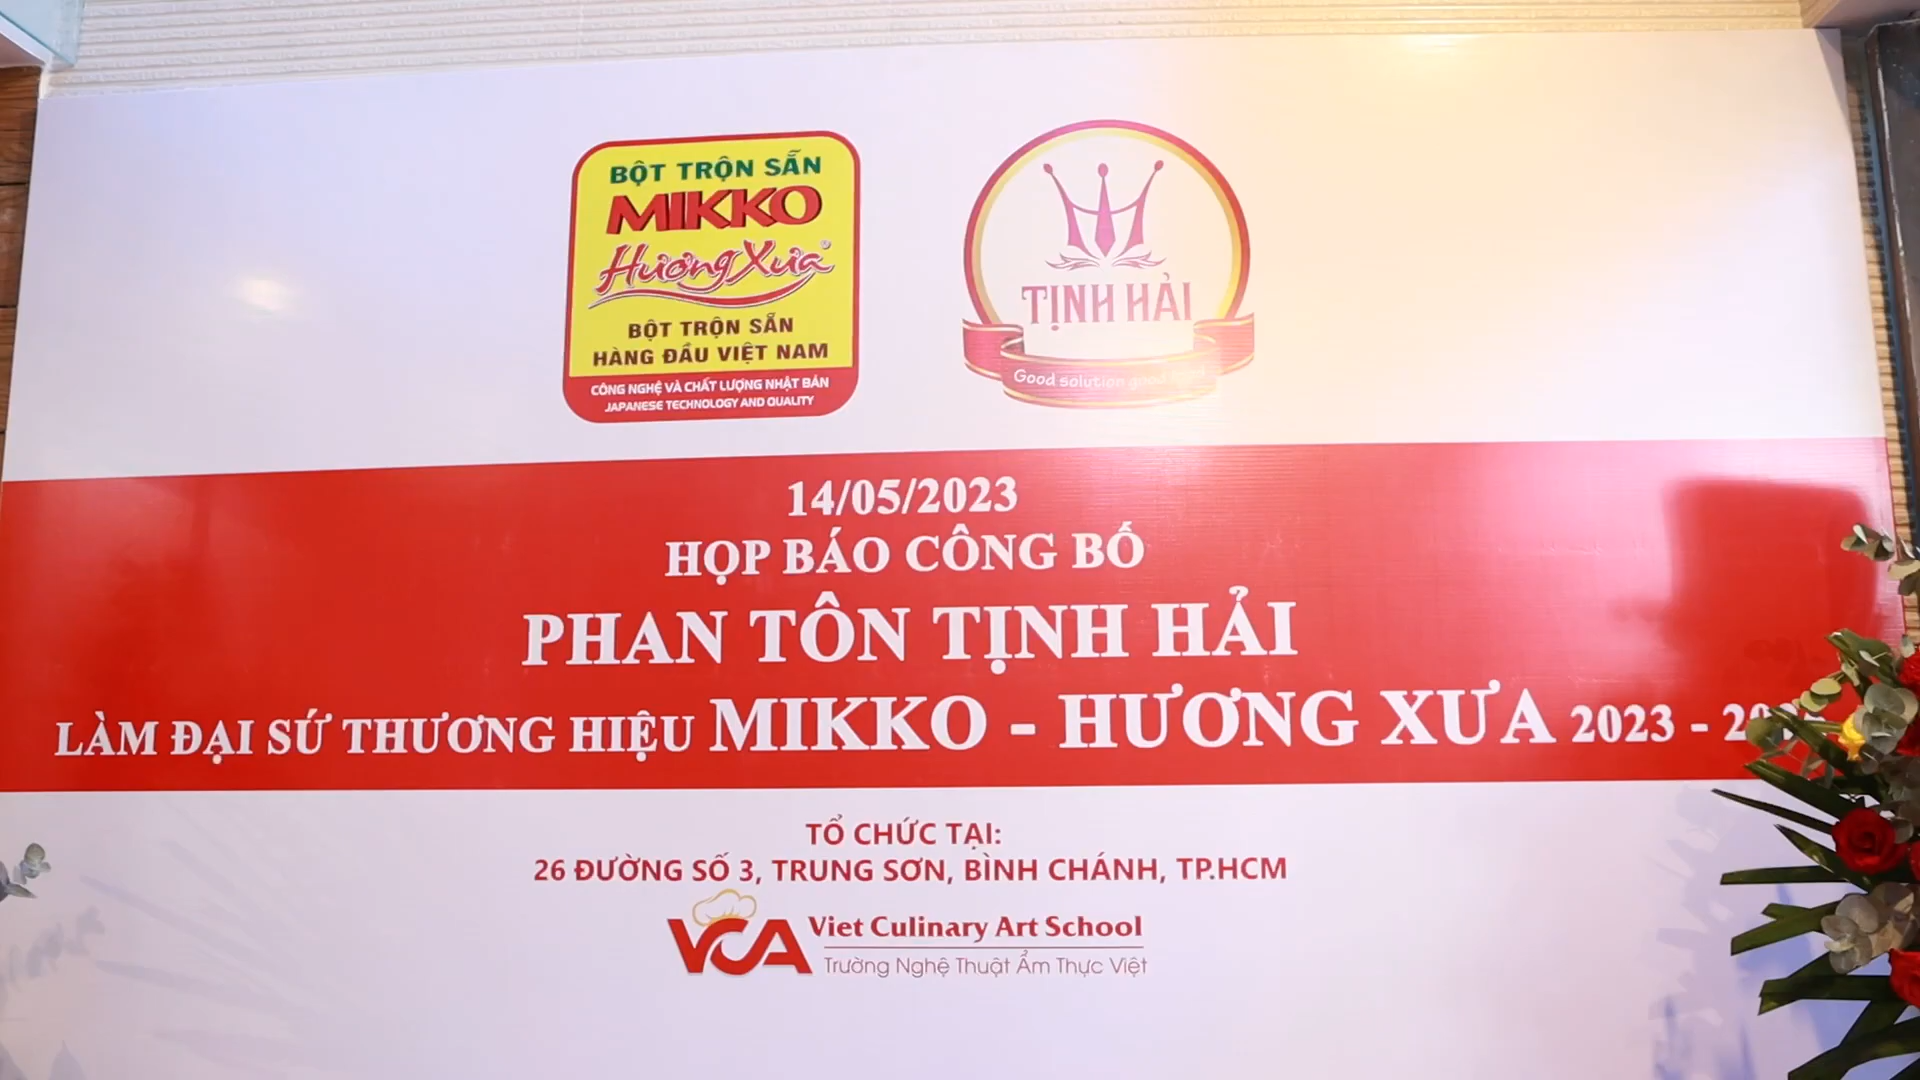 BỘT TRỘN SẴN
MIKKO
Hương Xưa®
BỘT TRỘN SẴN
HÀNG ĐẦU VIỆT NAM
CÔNG NGHỆ VÀ CHẤT LƯỢNG NHẬT BẢN
JAPANESE TECHNOLOGY AND QUALITY
TỊNH HẢI
Good solution good
14/05/2023
HỌP BÁO CÔNG BỐ
PHAN TÔN TỊNH HẢI
LÀM ĐẠI SỨ THƯƠNG HIỆU MIKKO - HƯƠNG XƯA 2023 -
TỔ CHỨC TẠI:
26 ĐƯỜNG SỐ 3, TRUNG SƠN, BÌNH CHÁNH, TP.HCM
VCA Viet Culinary Art School
Trường Nghệ Thuật Ẩm Thực Việt